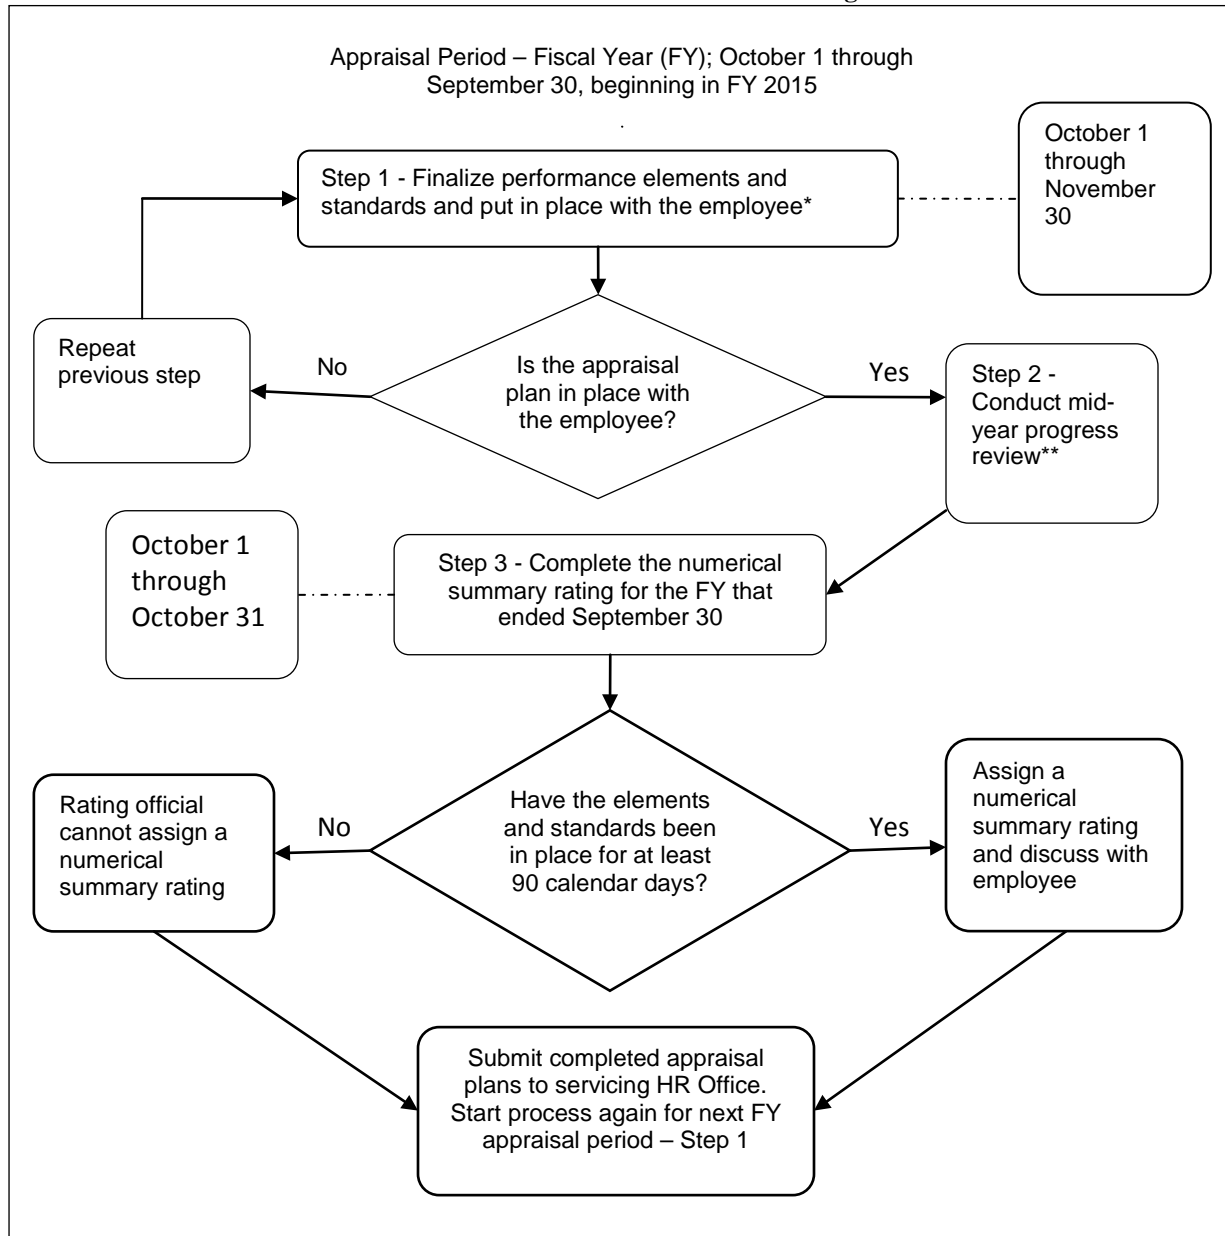 Appraisal Period – Fiscal Year (FY); October 1 through
September 30, beginning in FY 2015
.
Step 1 - Finalize performance elements and
standards and put in place with the employee*
October 1
through
November
30
Repeat
previous step
No
Is the appraisal
plan in place with
the employee?
Yes
Step 2 -
Conduct mid-
year progress
review**
October 1
through
October 31
Step 3 - Complete the numerical
summary rating for the FY that
ended September 30
Rating official
cannot assign a
numerical
summary rating
No
Have the elements
and standards been
in place for at least
90 calendar days?
Yes
Assign a
numerical
summary rating
and discuss with
employee
Submit completed appraisal
plans to servicing HR Office.
Start process again for next FY
appraisal period – Step 1